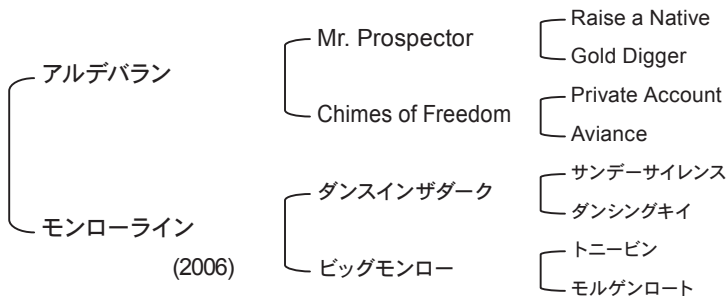 アルデバラン
Mr. Prospector
Raise a Native
Gold Digger
Chimes of Freedom
Private Account
Aviance
モンローライン
(2006)
ダンスインザダーク
サンデーサイレンス
ダンシングキイ
ビッグモンロー
トニービン
モルゲンロート